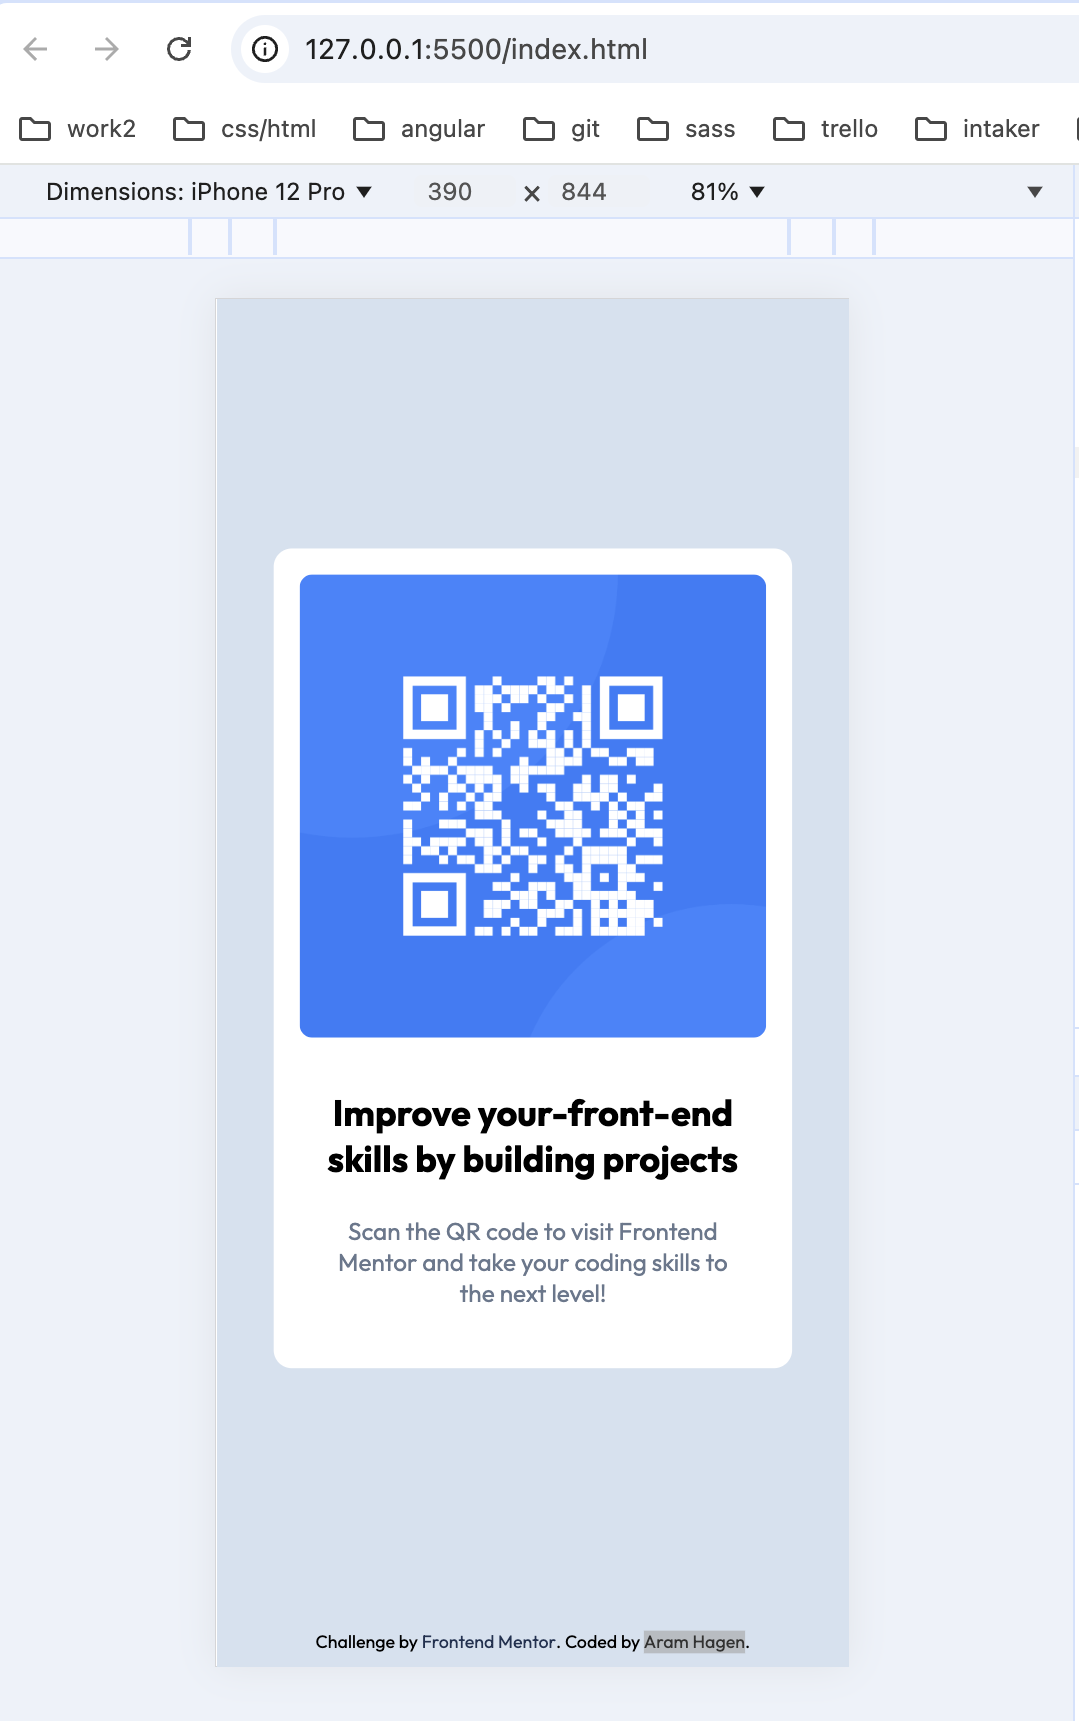 127.0.0.1:5500/index.html
work2 css/html angular git sass trello intaker
Dimensions: iPhone 12 Pro 390 × 844 81%
Improve your-front-end
skills by building projects
Scan the QR code to visit Frontend
Mentor and take your coding skills to
the next level!
Challenge by Frontend Mentor. Coded by Aram Hagen.